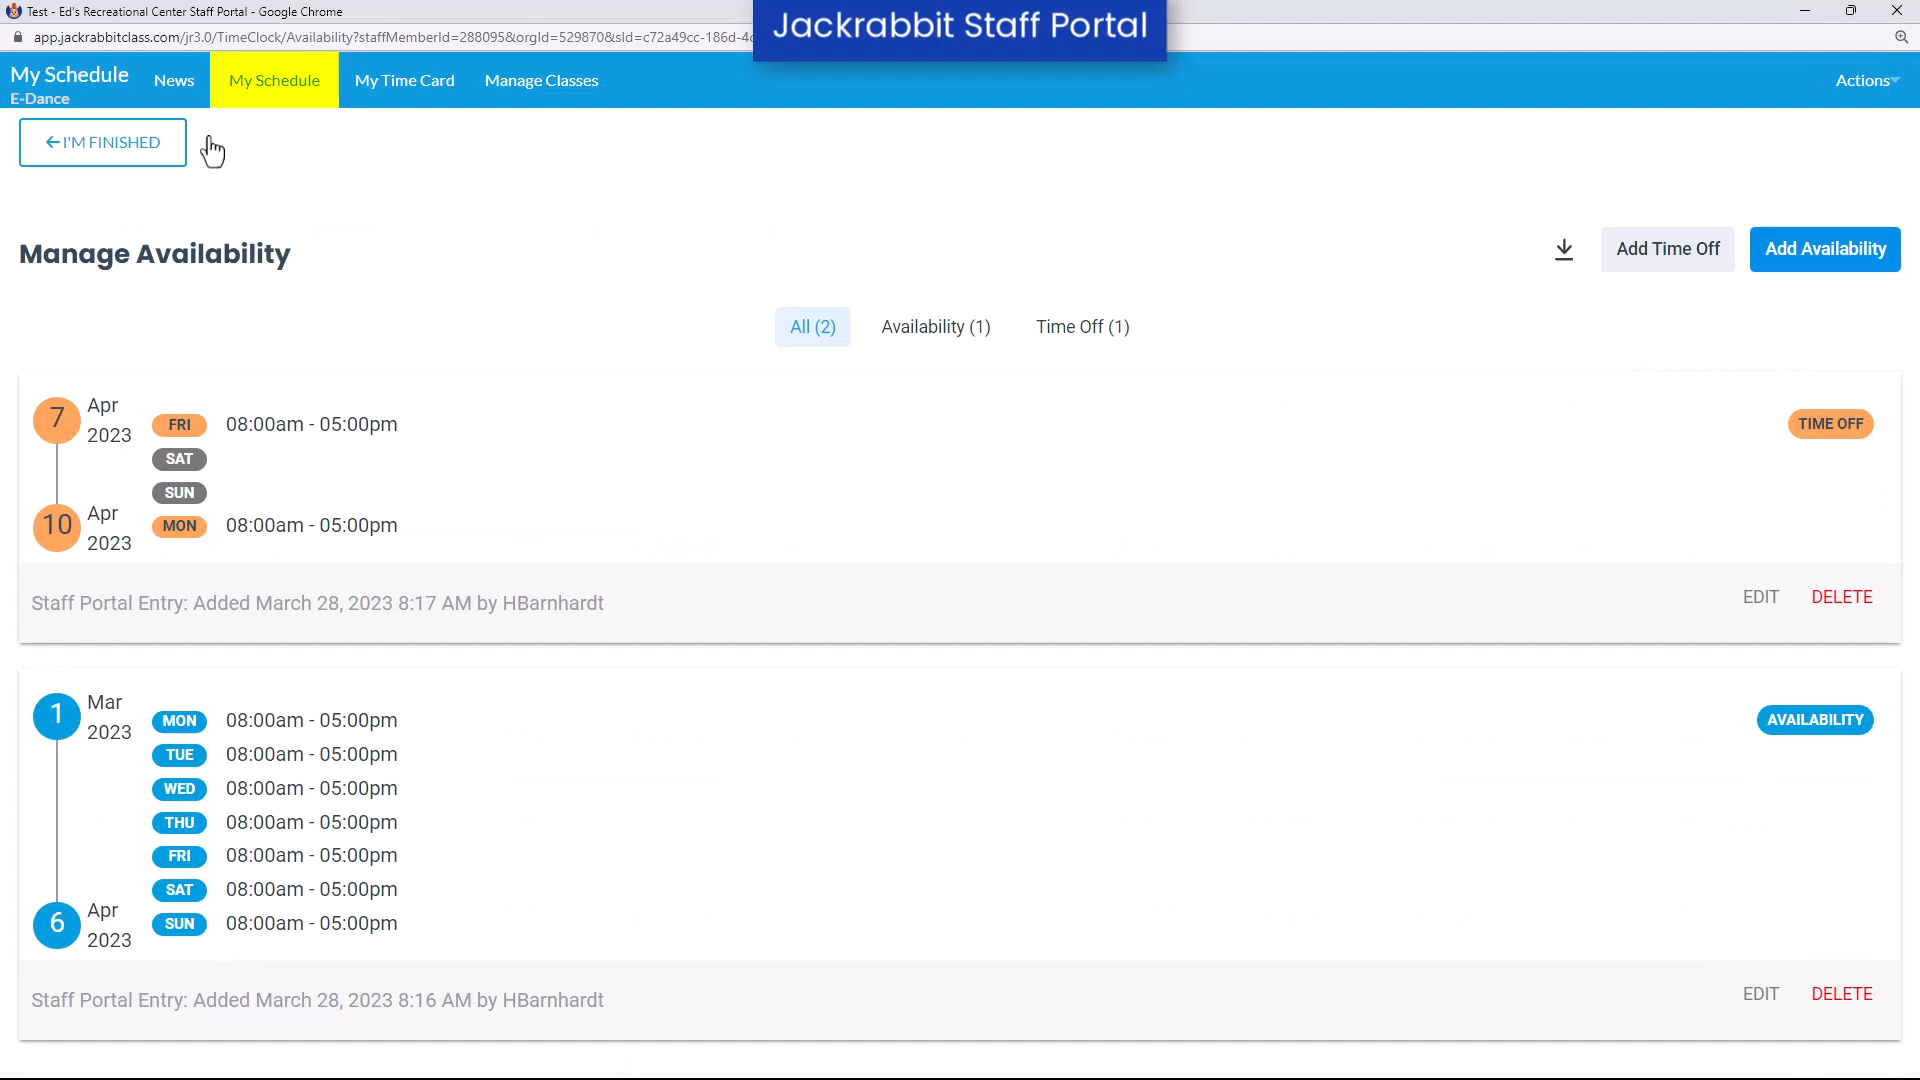 Test - Ed's Recreational Center Staff Portal - Google Chrome
Jackrabbit Staff Portal
app.jackrabbitclass.com/jr3.0/TimeClock/Availability?staffMemberId=288095&orgId=529870&sId=c72a49cc-186d-4
My Schedule
E-Dance
News
My Schedule
My Time Card
Manage Classes
Actions
I'M FINISHED
Manage Availability
Add Time Off
Add Availability
All (2)
Availability (1)
Time Off (1)
7 Apr 2023
FRI 08:00am - 05:00pm
TIME OFF
SAT
SUN
10 Apr 2023
MON 08:00am - 05:00pm
Staff Portal Entry: Added March 28, 2023 8:17 AM by HBarnhardt
EDIT
DELETE
1 Mar 2023
MON 08:00am - 05:00pm
AVAILABILITY
TUE 08:00am - 05:00pm
WED 08:00am - 05:00pm
THU 08:00am - 05:00pm
FRI 08:00am - 05:00pm
SAT 08:00am - 05:00pm
6 Apr 2023
SUN 08:00am - 05:00pm
Staff Portal Entry: Added March 28, 2023 8:16 AM by HBarnhardt
EDIT
DELETE